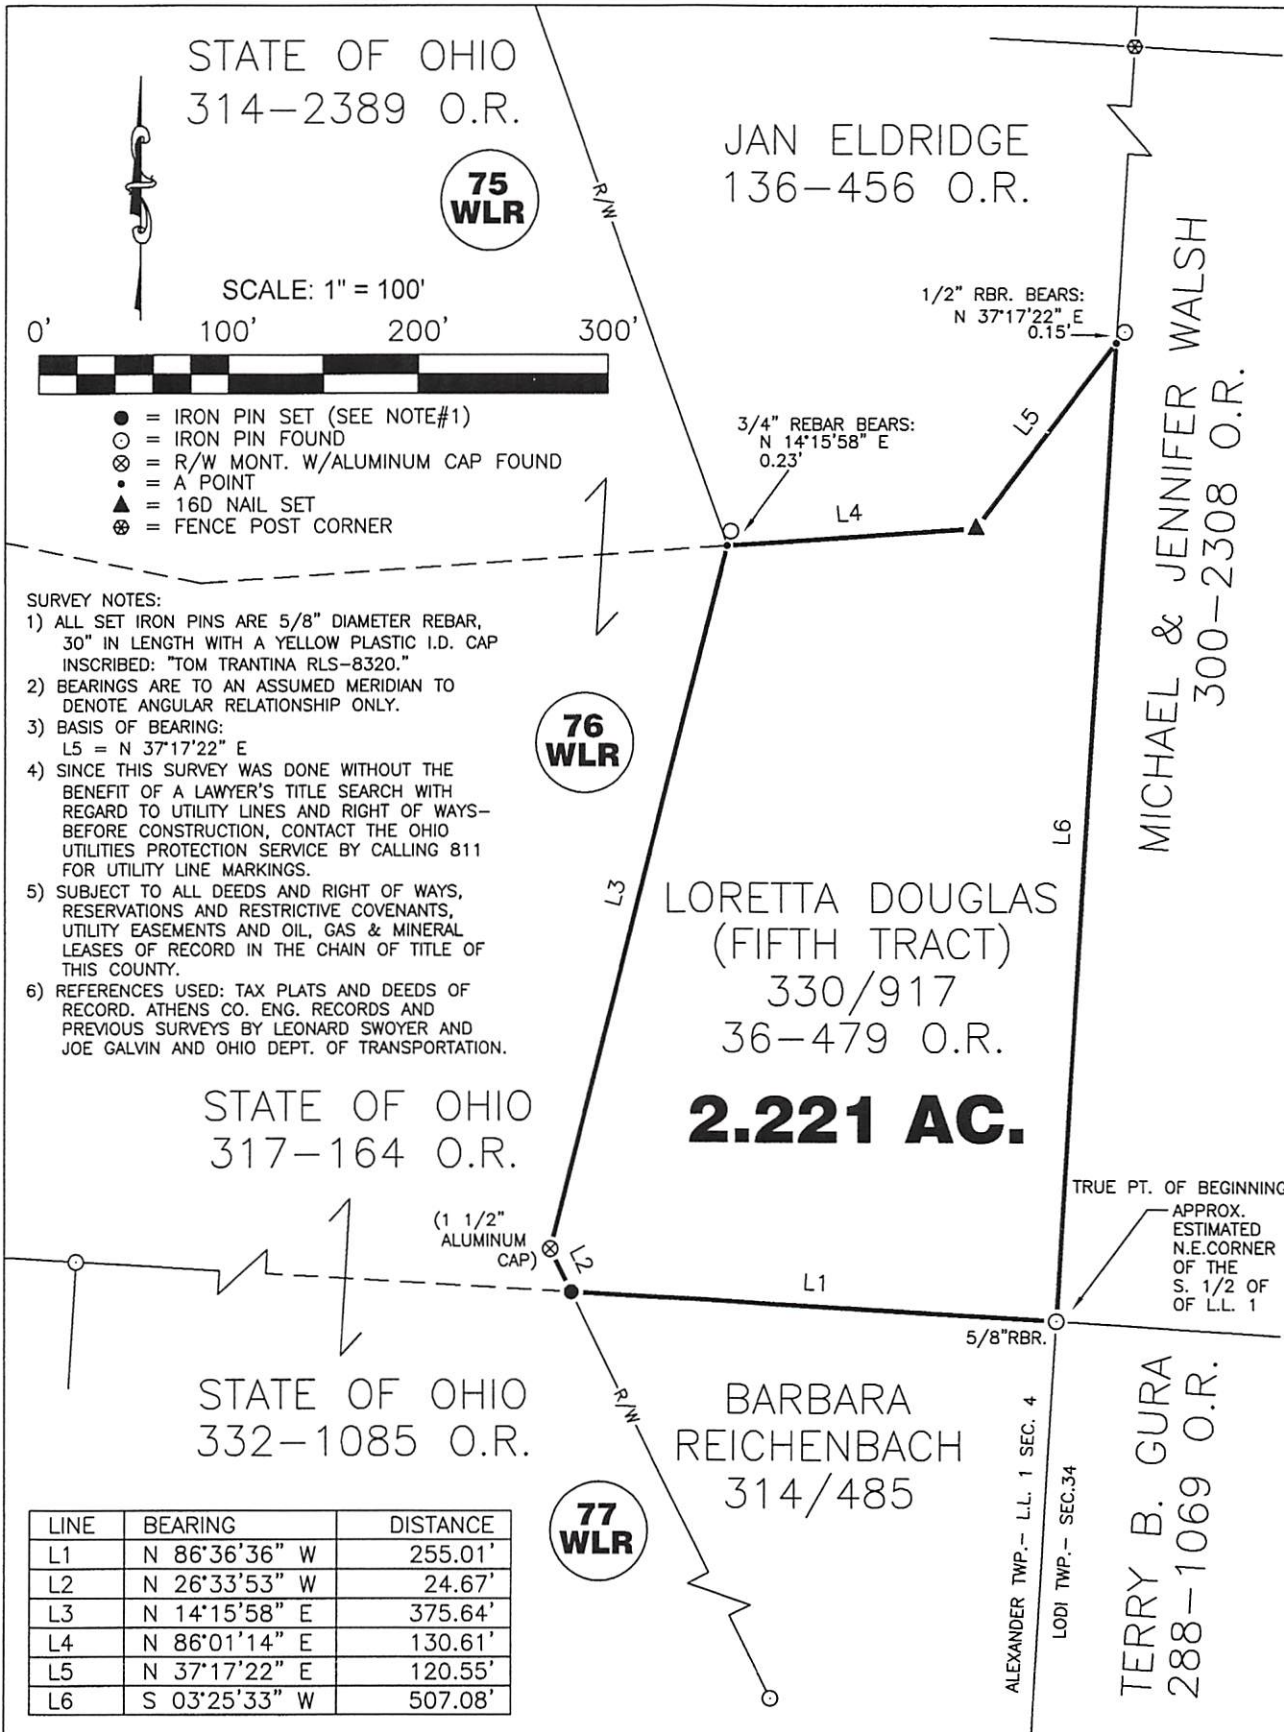 STATE OF OHIO
314-2389 O.R.
75
WLR
R/W
JAN ELDRIDGE
136-456 O.R.
SCALE: 1" = 100'
0' 100' 200' 300'
● = IRON PIN SET (SEE NOTE#1)
⊙ = IRON PIN FOUND
⊗ = R/W MONT. W/ALUMINUM CAP FOUND
• = A POINT
▲ = 16D NAIL SET
= FENCE POST CORNER
1/2" RBR. BEARS:
N 37°17'22" E
0.15'
3/4" REBAR BEARS:
N 14°15'58" E
0.23'
L5
L4
MICHAEL & JENNIFER WALSH
300-2308 O.R.
SURVEY NOTES:
1) ALL SET IRON PINS ARE 5/8" DIAMETER REBAR,
30" IN LENGTH WITH A YELLOW PLASTIC I.D. CAP
INSCRIBED: "TOM TRANTINA RLS-8320."
2) BEARINGS ARE TO AN ASSUMED MERIDIAN TO
DENOTE ANGULAR RELATIONSHIP ONLY.
3) BASIS OF BEARING:
L5 = N 37°17'22" E
4) SINCE THIS SURVEY WAS DONE WITHOUT THE
BENEFIT OF A LAWYER'S TITLE SEARCH WITH
REGARD TO UTILITY LINES AND RIGHT OF WAYS-
BEFORE CONSTRUCTION, CONTACT THE OHIO
UTILITIES PROTECTION SERVICE BY CALLING 811
FOR UTILITY LINE MARKINGS.
5) SUBJECT TO ALL DEEDS AND RIGHT OF WAYS,
RESERVATIONS AND RESTRICTIVE COVENANTS,
UTILITY EASEMENTS AND OIL, GAS & MINERAL
LEASES OF RECORD IN THE CHAIN OF TITLE OF
THIS COUNTY.
6) REFERENCES USED: TAX PLATS AND DEEDS OF
RECORD. ATHENS CO. ENG. RECORDS AND
PREVIOUS SURVEYS BY LEONARD SWOYER AND
JOE GALVIN AND OHIO DEPT. OF TRANSPORTATION.
76
WLR
L3
L6
LORETTA DOUGLAS
(FIFTH TRACT)
330/917
36-479 O.R.
2.221 AC.
STATE OF OHIO
317-164 O.R.
(1 1/2"
ALUMINUM
CAP)
L2
L1
TRUE PT. OF BEGINNING
APPROX.
ESTIMATED
N.E.CORNER
OF THE
S. 1/2 OF
OF L.L. 1
5/8"RBR.
STATE OF OHIO
332-1085 O.R.
R/W
BARBARA
REICHENBACH
314/485
77
WLR
ALEXANDER TWP.- L.L. 1 SEC. 4
LODI TWP.- SEC.34
TERRY B. GURA
288-1069 O.R.
LINE BEARING DISTANCE
L1 N 86°36'36" W 255.01'
L2 N 26°33'53" W 24.67'
L3 N 14°15'58" E 375.64'
L4 N 86°01'14" E 130.61'
L5 N 37°17'22" E 120.55'
L6 S 03°25'33" W 507.08'